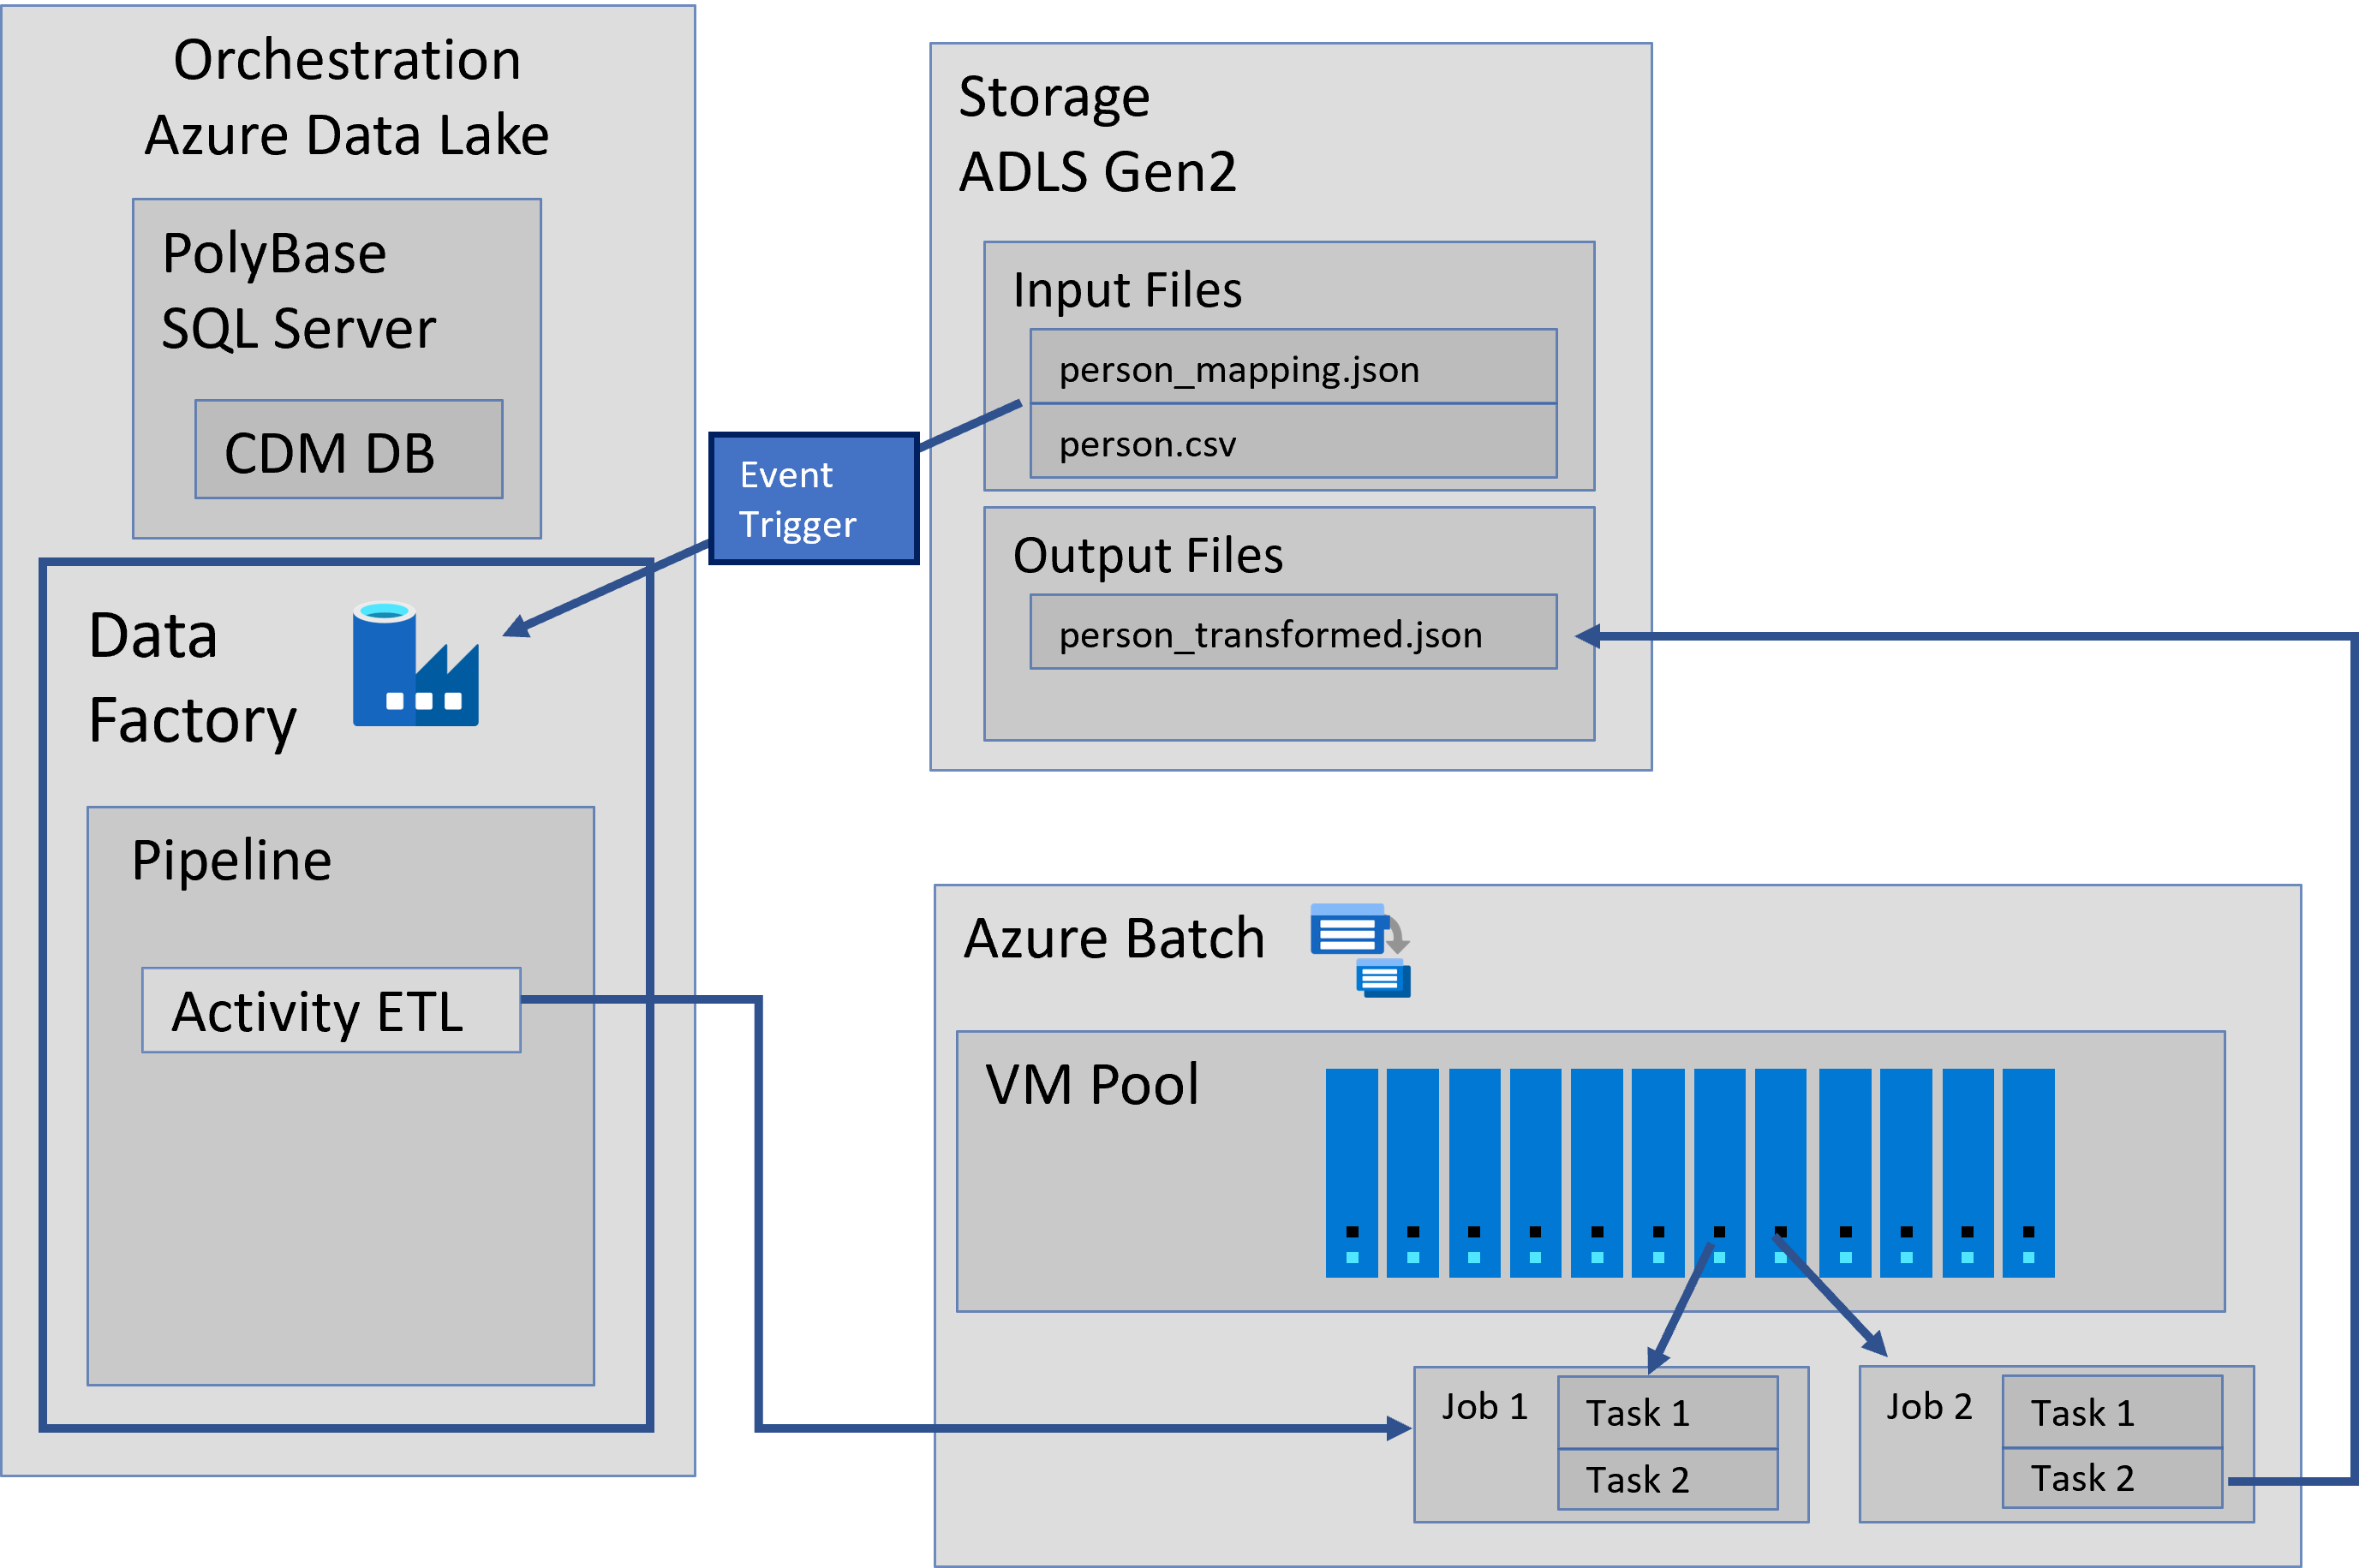 Orchestration
Azure Data Lake
PolyBase
SQL Server
CDM DB
Data
Factory
Pipeline
Activity ETL
Event
Trigger
Storage
ADLS Gen2
Input Files
person_mapping.json
person.csv
Output Files
person_transformed.json
Azure Batch
VM Pool
Job 1
Task 1
Task 2
Job 2
Task 1
Task 2